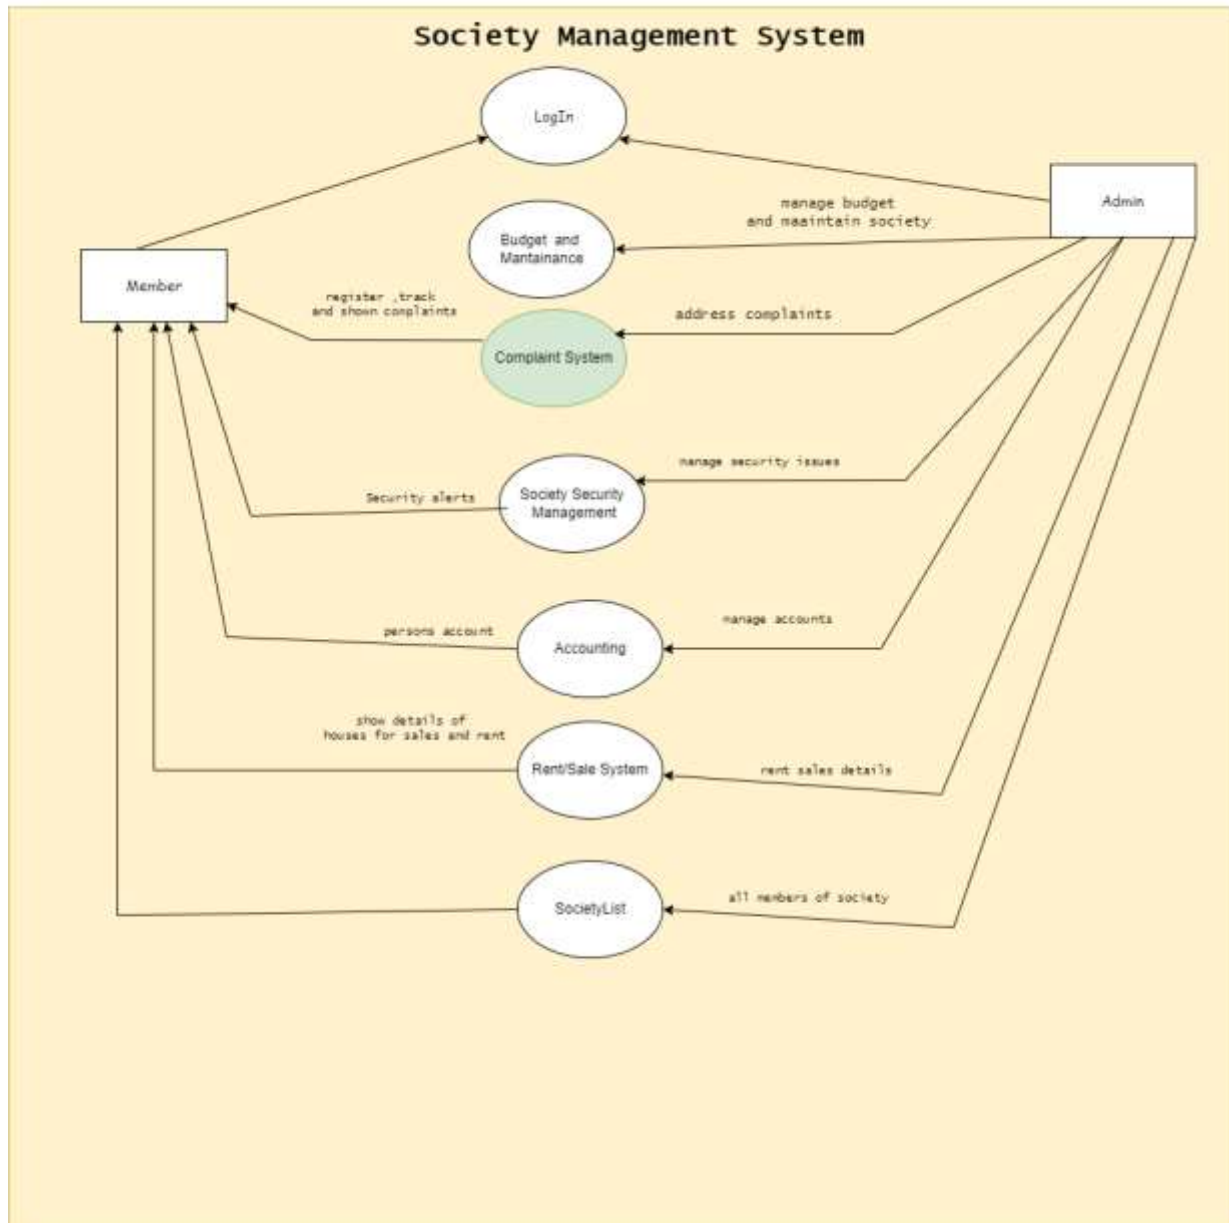 Society Management System
LogIn
Admin
manage budget
and maaintain society
Budget and
Mantainance
Member
register ,track
and shown complaints
address complaints
Complaint System
manage security issues
Security alerts
Society Security
Management
persons account
Accounting
manage accounts
show details of
houses for sales and rent
Rent/Sale System
rent sales details
SocietyList
all members of society